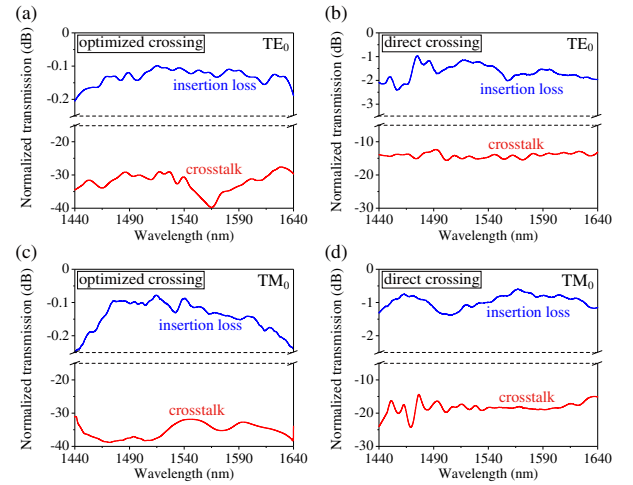 (a)
optimized crossing
TE0
insertion loss
crosstalk
Normalized transmission (dB)
0
-0.1
-0.2
-30
-40
1440 1490 1540 1590 1640
Wavelength (nm)
(b)
direct crossing
TE0
insertion loss
crosstalk
Normalized transmission (dB)
0
-1
-2
-10
-20
-30
1440 1490 1540 1590 1640
Wavelength (nm)
(c)
optimized crossing
TM0
insertion loss
crosstalk
Normalized transmission (dB)
0
-0.1
-0.2
-20
-30
-40
1440 1490 1540 1590 1640
Wavelength (nm)
(d)
direct crossing
TM0
insertion loss
crosstalk
Normalized transmission (dB)
0
-1
-2
-10
-20
-30
1440 1490 1540 1590 1640
Wavelength (nm)